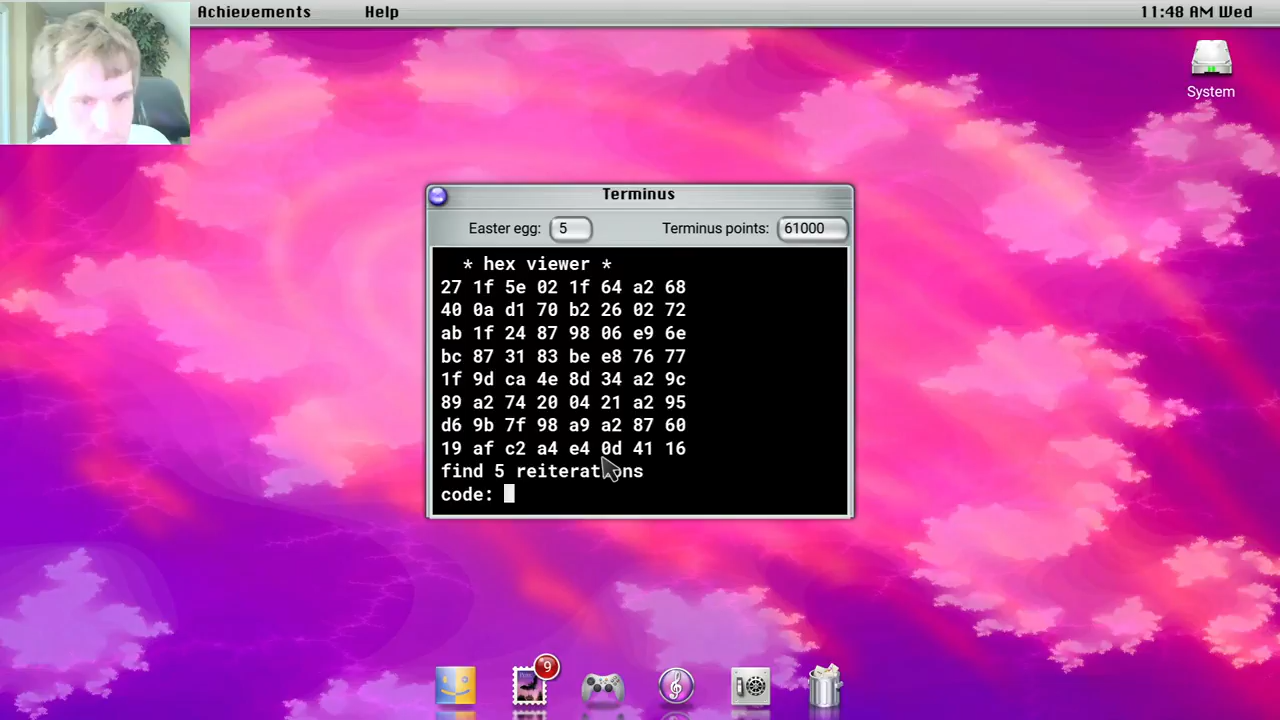 Achievements Help 11:48 AM Wed
System
Terminus
Easter egg: 5 Terminus points: 61000
* hex viewer *
27 1f 5e 02 1f 64 a2 68
40 0a d1 70 b2 26 02 72
ab 1f 24 87 98 06 e9 6e
bc 87 31 83 be e8 76 77
1f 9d ca 4e 8d 34 a2 9c
89 a2 74 20 04 21 a2 95
d6 9b 7f 98 a9 a2 87 60
19 af c2 a4 e4 0d 41 16
find 5 reiterations
code:
9